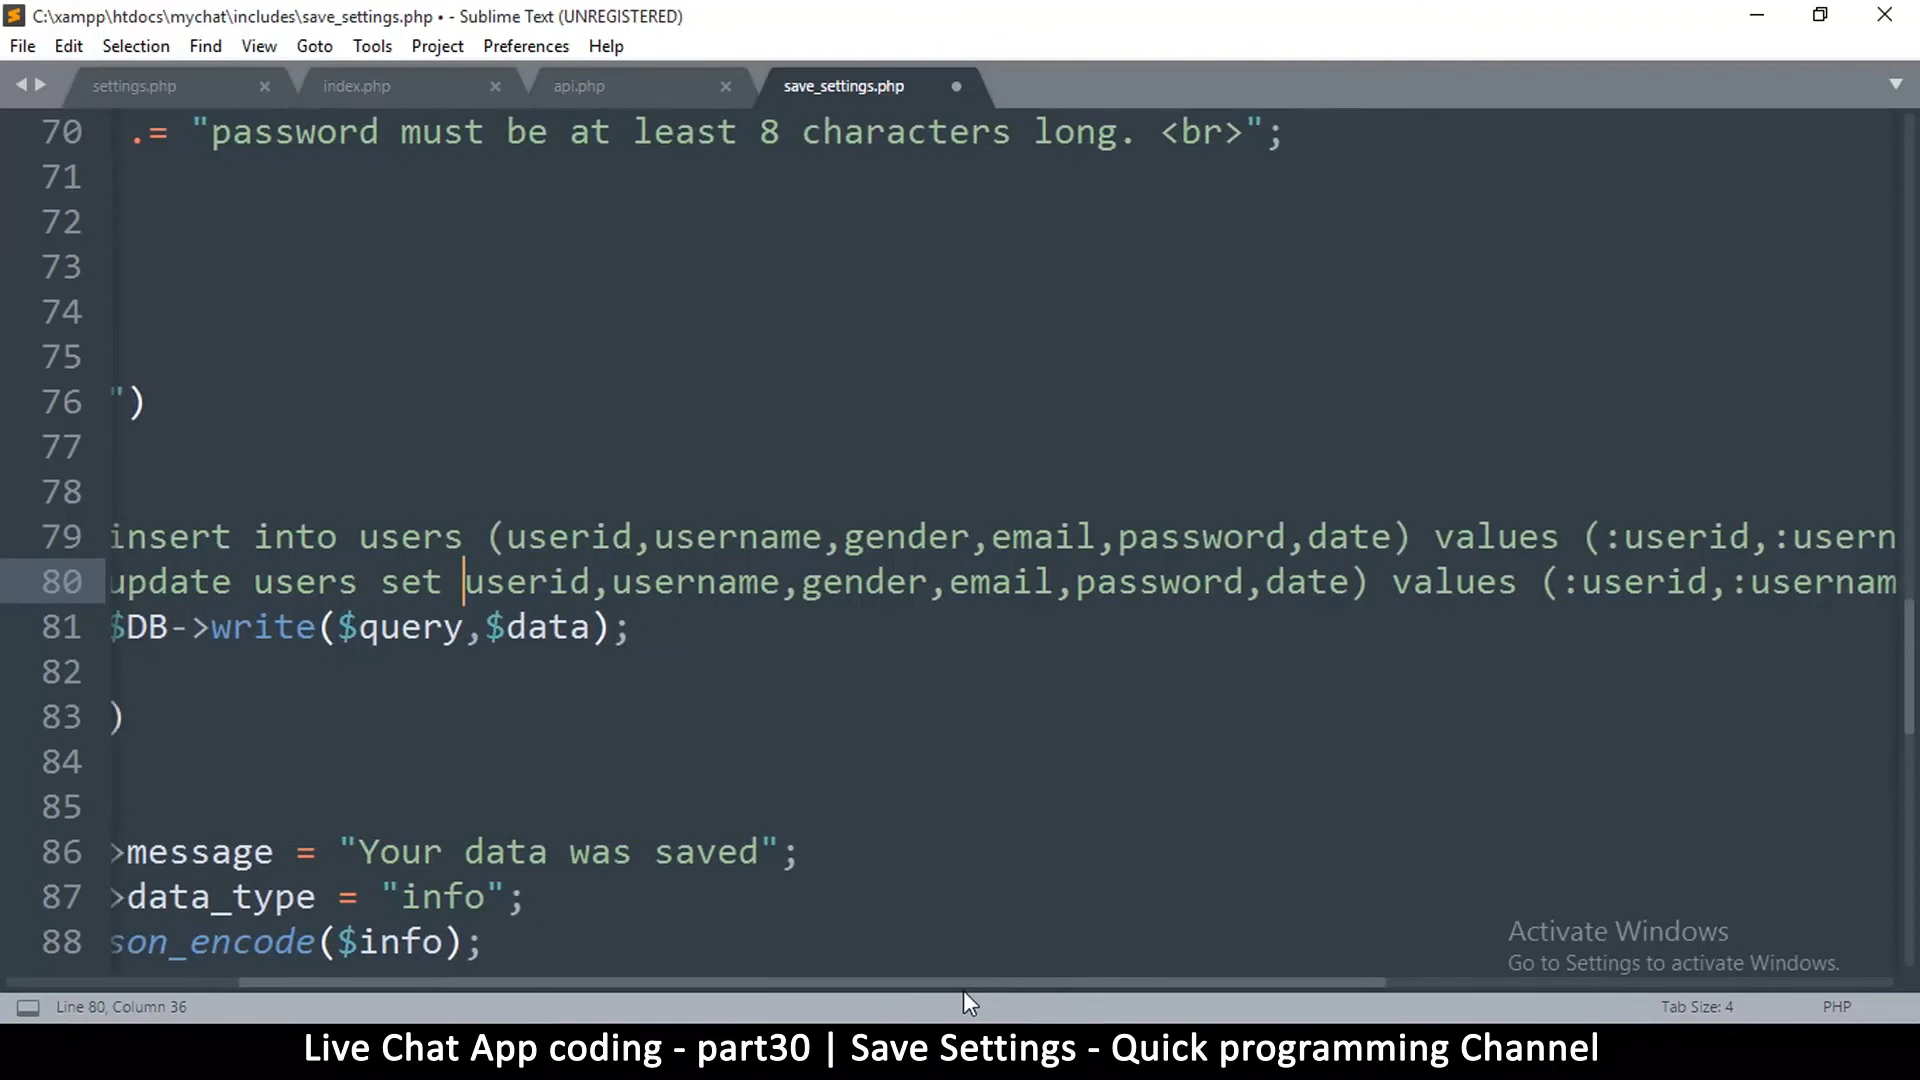 C:\xampp\htdocs\mychat\includes\save_settings.php • - Sublime Text (UNREGISTERED)
File Edit Selection Find View Goto Tools Project Preferences Help
settings.php index.php api.php save_settings.php
70 .= "password must be at least 8 characters long. <br>";
71
72
73
74
75
76 ")
77
78
79 insert into users (userid,username,gender,email,password,date) values (:userid,:usern
80 update users set userid,username,gender,email,password,date) values (:userid,:usernam
81 $DB->write($query,$data);
82
83 )
84
85
86 >message = "Your data was saved";
87 >data_type = "info";
88 son_encode($info);
Activate Windows
Go to Settings to activate Windows.
Line 80, Column 36 Tab Size: 4 PHP
Live Chat App coding - part30 | Save Settings - Quick programming Channel